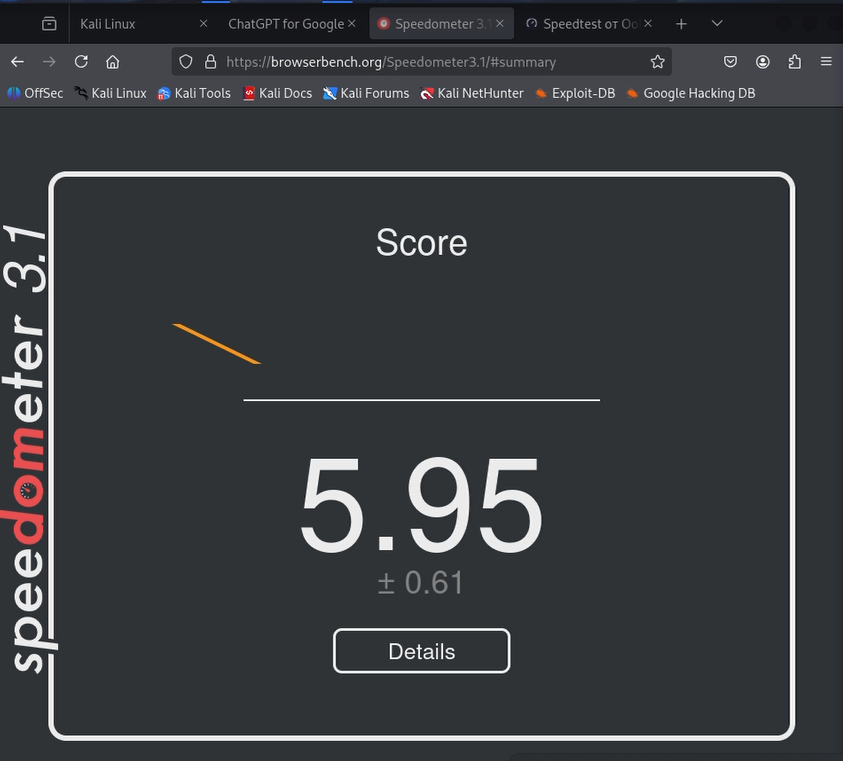 Kali Linux
ChatGPT for Google
Speedometer 3.1
Speedtest от Oo
https://browserbench.org/Speedometer3.1/#summary
OffSec Kali Linux Kali Tools Kali Docs Kali Forums Kali NetHunter Exploit-DB Google Hacking DB
speedometer 3.1
Score
5.95
± 0.61
Details